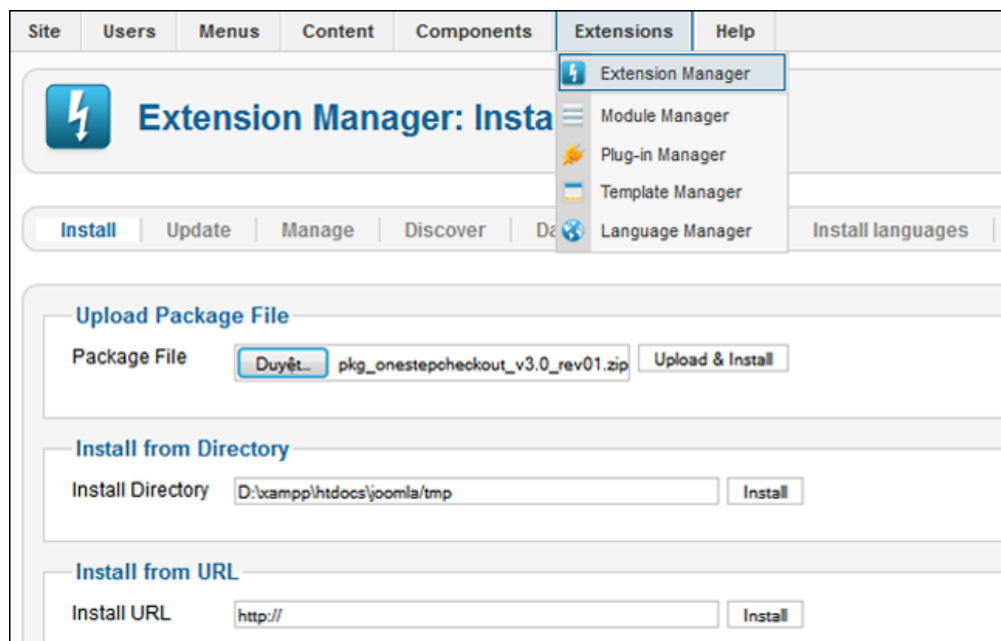 Site Users Menus Content Components Extensions Help
Extension Manager
Extension Manager: Insta
Module Manager
Plug-in Manager
Template Manager
Language Manager
Install Update Manage Discover Da Install languages
Upload Package File
Package File Duyệt... pkg_onestepcheckout_v3.0_rev01.zip Upload & Install
Install from Directory
Install Directory D:\xampp\htdocs\joomla/tmp Install
Install from URL
Install URL http:// Install